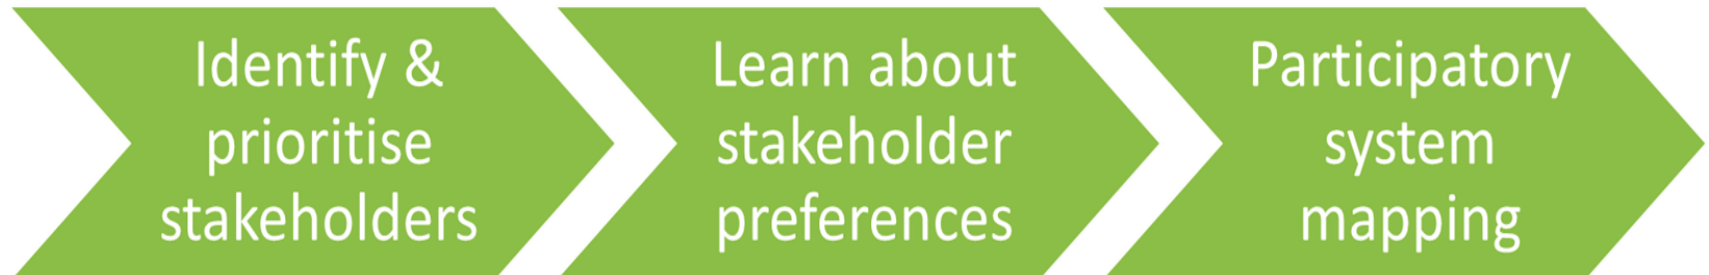 Identify &
prioritise
stakeholders
Learn about
stakeholder
preferences
Participatory
system
mapping